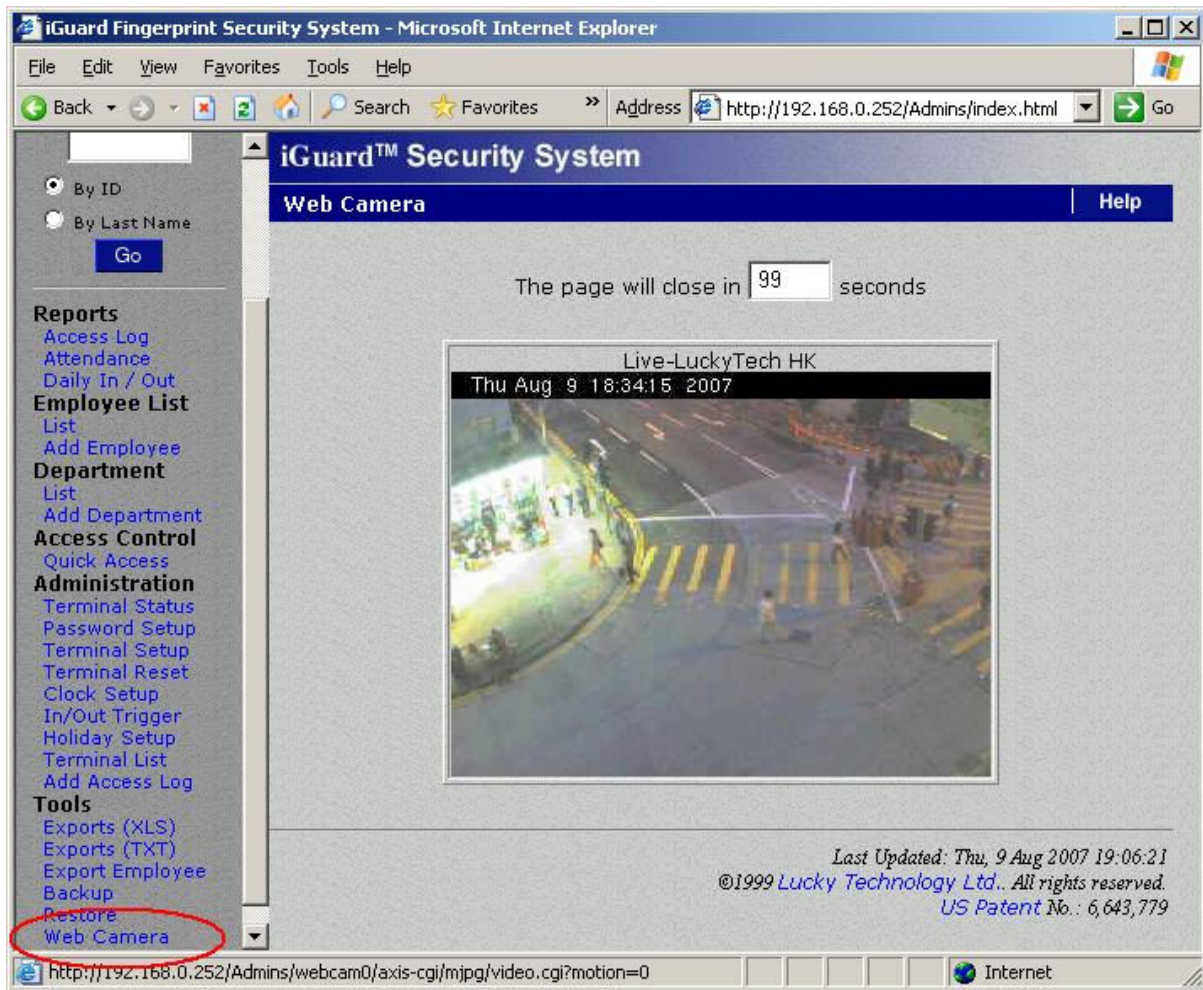 iGuard Fingerprint Security System - Microsoft Internet Explorer
File Edit View Favorites Tools Help
Back Search Favorites » Address http://192.168.0.252/Admins/index.html Go
By ID
By Last Name
Go
Reports
Access Log
Attendance
Daily In / Out
Employee List
List
Add Employee
Department
List
Add Department
Access Control
Quick Access
Administration
Terminal Status
Password Setup
Terminal Setup
Terminal Reset
Clock Setup
In/Out Trigger
Holiday Setup
Terminal List
Add Access Log
Tools
Exports (XLS)
Exports (TXT)
Export Employee
Backup
Restore
Web Camera
iGuard™ Security System
Web Camera Help
The page will close in 99 seconds
Live-LuckyTech HK
Thu Aug 9 18:34:15 2007
Last Updated: Thu, 9 Aug 2007 19:06:21
©1999 Lucky Technology Ltd.. All rights reserved.
US Patent No.: 6,643,779
http://192.168.0.252/Admins/webcam0/axis-cgi/mjpg/video.cgi?motion=0 Internet